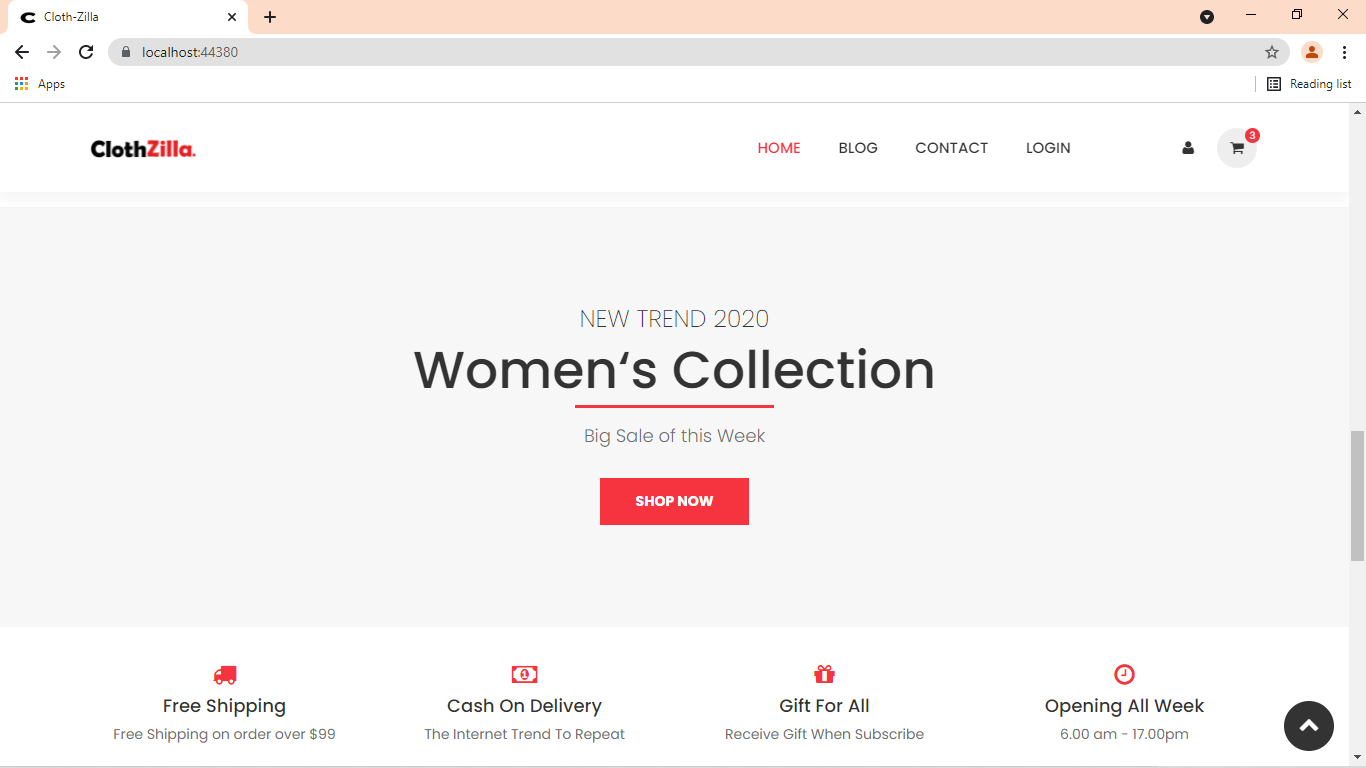 Cloth-Zilla
localhost:44380
Apps
Reading list
ClothZilla.
HOME BLOG CONTACT LOGIN
3
NEW TREND 2020
Women‘s Collection
Big Sale of this Week
SHOP NOW
1
Free Shipping Cash On Delivery Gift For All Opening All Week
Free Shipping on order over $99 The Internet Trend To Repeat Receive Gift When Subscribe 6.00 am - 17.00pm